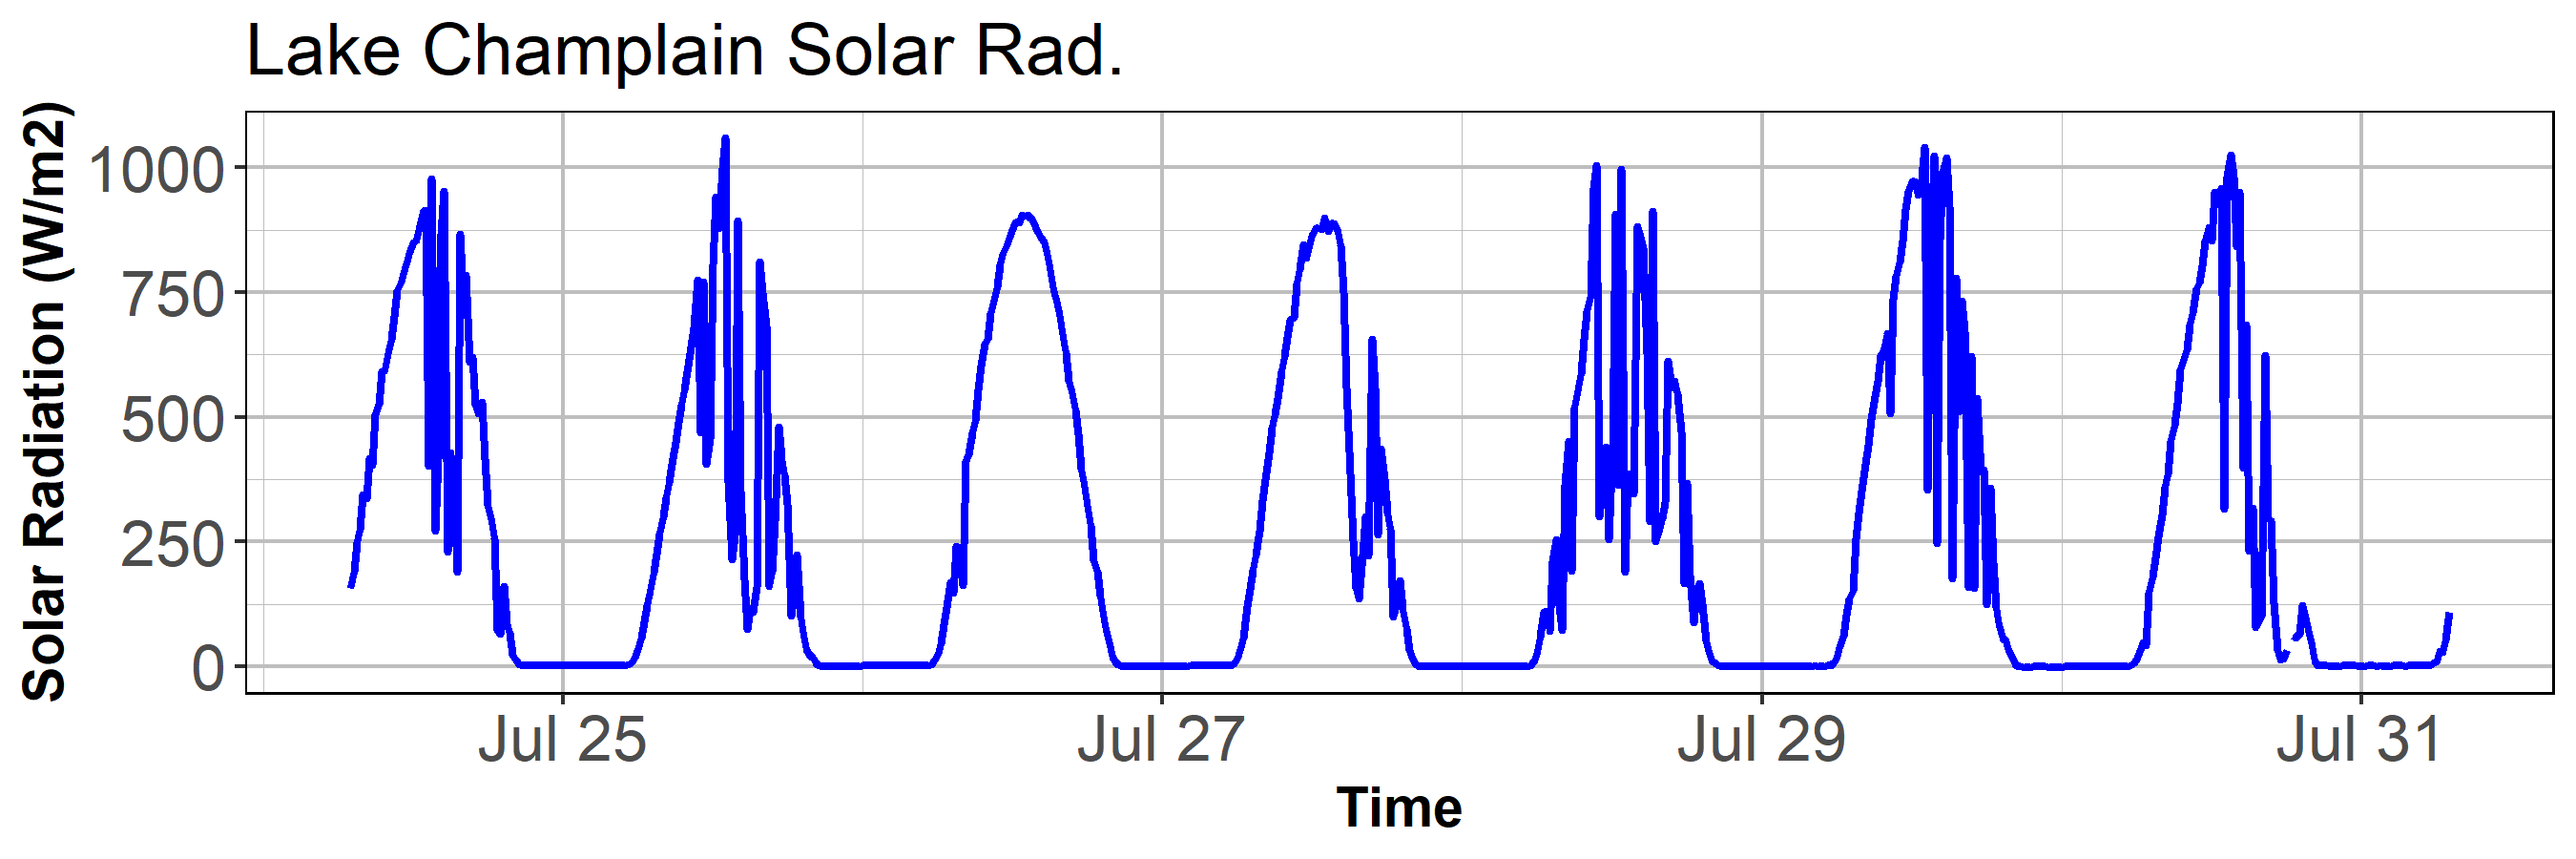 Lake Champlain Solar Rad.
Solar Radiation (W/m2)
1000
750
500
250
0
Jul 25 Jul 27 Jul 29 Jul 31
Time